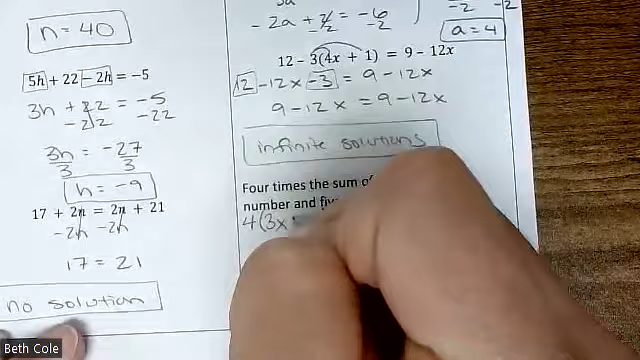 n = 40
5h + 22 - 2h = -5
3h + 22 = -5
-22 -22
3h = -27
3 3
h = -9
17 + 2n = 2n + 21
-2n -2n
17 = 21
no solution
-2a + 4 = -6
-2 -2
a = 4
12 - 3(4x + 1) = 9 - 12x
12 - 12x - 3 = 9 - 12x
9 - 12x = 9 - 12x
infinite solutions
Four times the sum of
number and
4(3x
Beth Cole